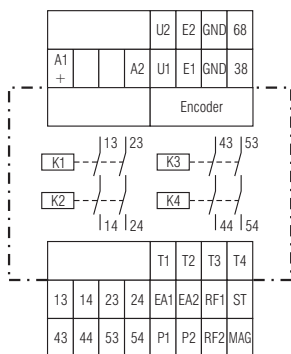 U2 E2 GND 68
A1 + A2 U1 E1 GND 38
Encoder
13 23 43 53
K1 K3
K2 K4
14 24 44 54
T1 T2 T3 T4
13 14 23 24 EA1 EA2 RF1 ST
43 44 53 54 P1 P2 RF2 MAG